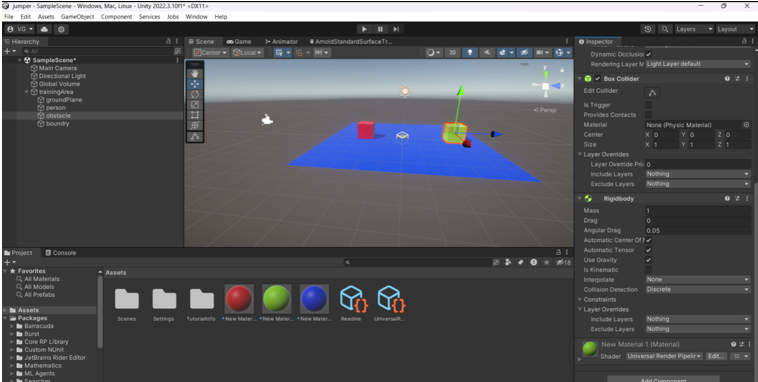 jumper - SampleScene - Windows, Mac, Linux - Unity 2022.3.10f1* <DX11>
File Edit Assets GameObject Component Services Jobs Window Help
VG
Layers Layout
Hierarchy
All
SampleScene*
Main Camera
Directional Light
Global Volume
trainingArea
groundPlane
person
obstacle
boundry
Scene Game Animator ArnoldStandardSurfaceTr...
Center Local 2D
y
x
Persp
Inspector
Dynamic Occlusion
Rendering Layer M Light Layer default
Box Collider
Edit Collider
Is Trigger
Provides Contacts
Material None (Physic Material)
Center X 0 Y 0 Z 0
Size X 1 Y 1 Z 1
Layer Overrides
Layer Override Pri 0
Include Layers Nothing
Exclude Layers Nothing
Rigidbody
Mass 1
Drag 0
Angular Drag 0.05
Automatic Center Of
Automatic Tensor
Use Gravity
Is Kinematic
Interpolate None
Collision Detection Discrete
Constraints
Layer Overrides
Include Layers Nothing
Exclude Layers Nothing
New Material 1 (Material)
Shader Universal Render Pipelir Edit...
Add Component
Project Console
18
Favorites
All Materials
All Models
All Prefabs
Assets
Packages
Barracuda
Burst
Core RP Library
Custom NUnit
JetBrains Rider Editor
Mathematics
ML Agents
Searcher
Assets
Scenes Settings TutorialInfo *New Mater... *New Mater... *New Mater... Readme UniversalR...